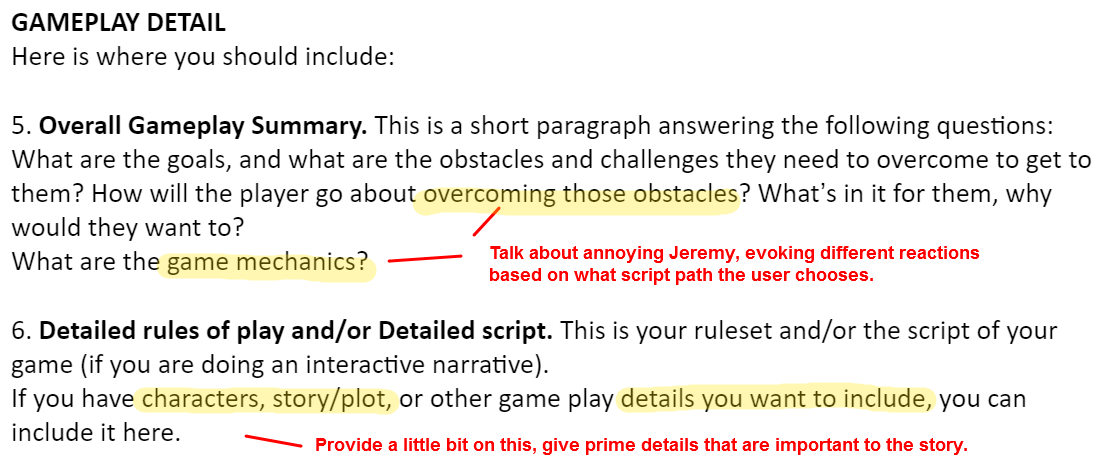 GAMEPLAY DETAIL
Here is where you should include:
5. Overall Gameplay Summary. This is a short paragraph answering the following questions:
What are the goals, and what are the obstacles and challenges they need to overcome to get to
them? How will the player go about overcoming those obstacles? What's in it for them, why
would they want to?
What are the game mechanics?
Talk about annoying Jeremy, evoking different reactions
based on what script path the user chooses.
6. Detailed rules of play and/or Detailed script. This is your ruleset and/or the script of your
game (if you are doing an interactive narrative).
If you have characters, story/plot, or other game play details you want to include, you can
include it here.
Provide a little bit on this, give prime details that are important to the story.